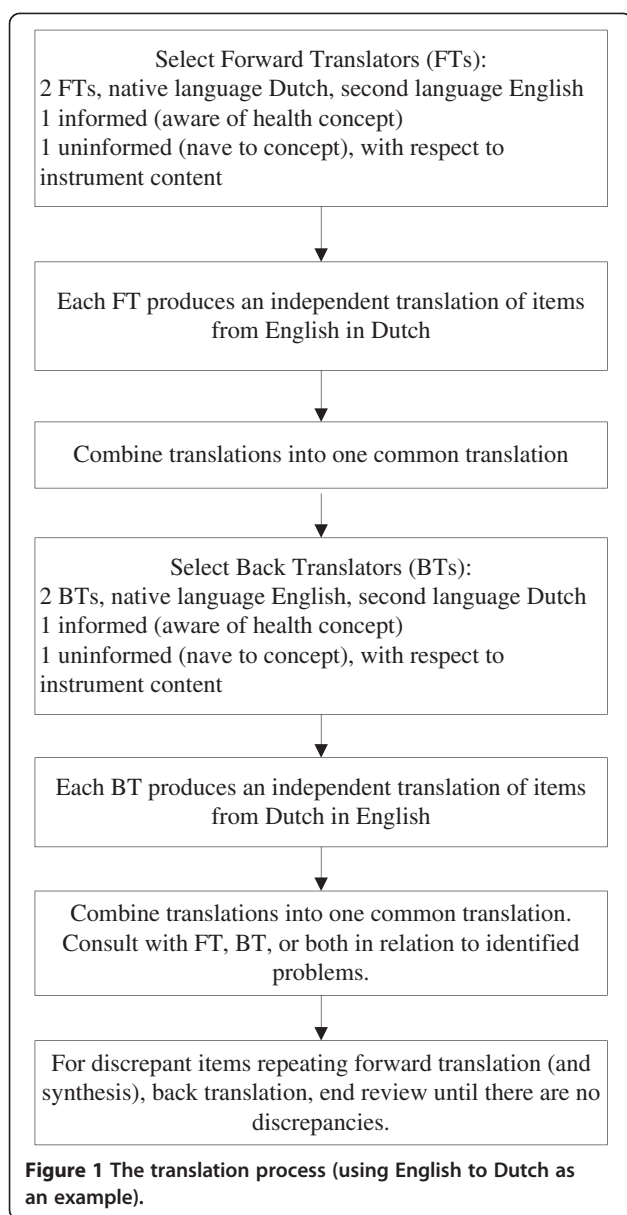 Select Forward Translators (FTs):
2 FTs, native language Dutch, second language English
1 informed (aware of health concept)
1 uninformed (nave to concept), with respect to
instrument content
Each FT produces an independent translation of items
from English in Dutch
Combine translations into one common translation
Select Back Translators (BTs):
2 BTs, native language English, second language Dutch
1 informed (aware of health concept)
1 uninformed (nave to concept), with respect to
instrument content
Each BT produces an independent translation of items
from Dutch in English
Combine translations into one common translation.
Consult with FT, BT, or both in relation to identified
problems.
For discrepant items repeating forward translation (and
synthesis), back translation, end review until there are no
discrepancies.
Figure 1 The translation process (using English to Dutch as
an example).